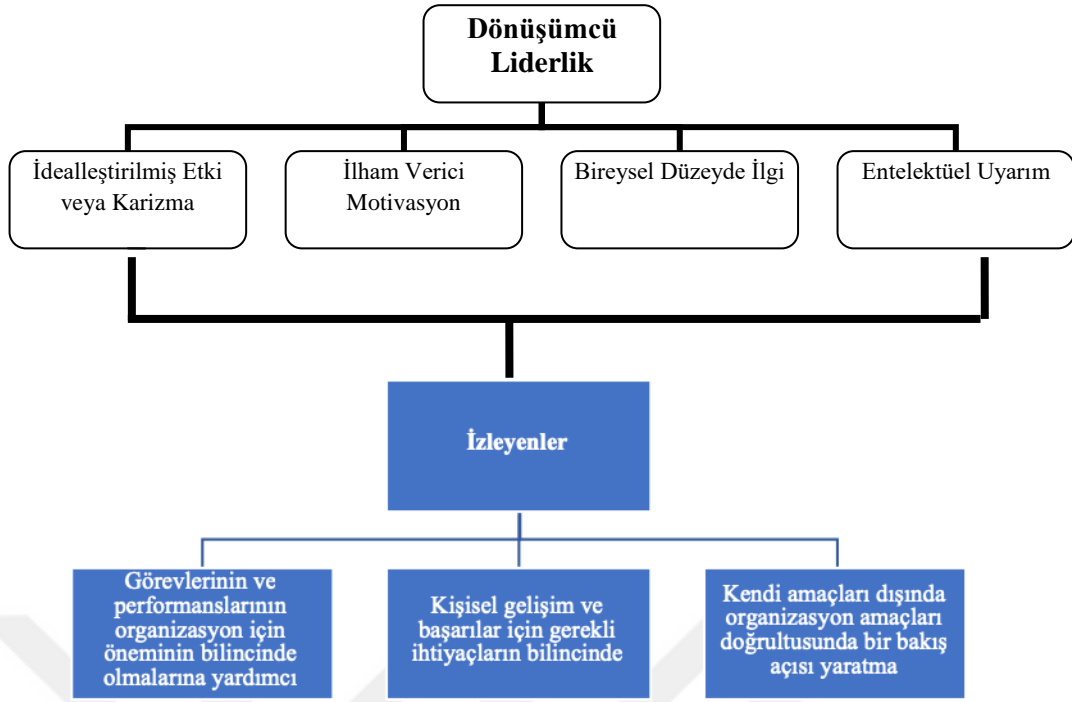 Dönüşümcü
Liderlik
İdealleştirilmiş Etki
veya Karizma
İlham Verici
Motivasyon
Bireysel Düzeyde İlgi
Entelektüel Uyarım
İzleyenler
Görevlerinin ve
performanslarının
organizasyon için
öneminin bilincinde
olmalarına yardımcı
Kişisel gelişim ve
başarılar için gerekli
ihtiyaçların bilincinde
Kendi amaçları dışında
organizasyon amaçları
doğrultusunda bir bakış
açısı yaratma